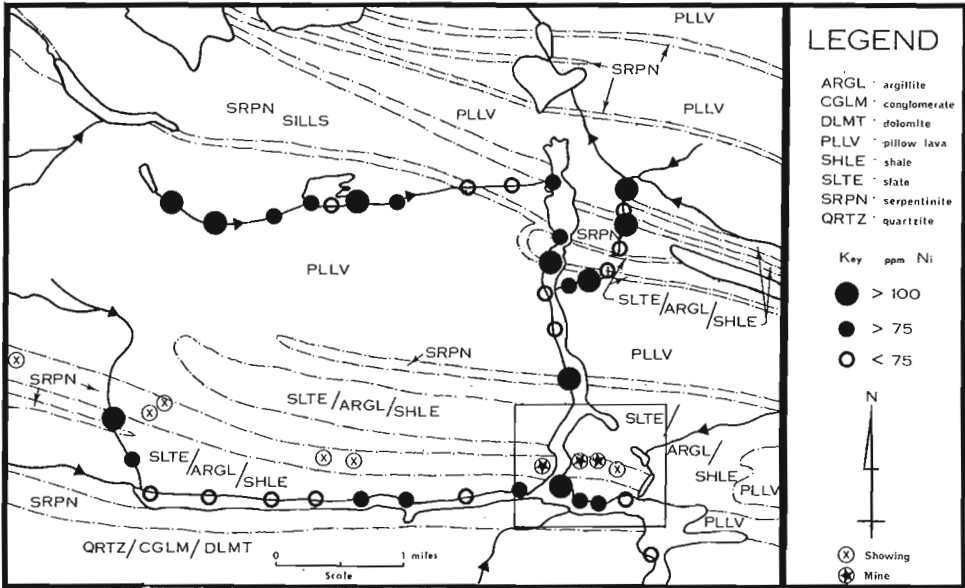 PLLV
SRPN
SRPN
SILLS
PLLV
PLLV
SRPN
PLLV
SLTE/ARGL/SHLE
SRPN
PLLV
SRPN
SLTE/ARGL/SHLE
SLTE/
ARGL/
SHLE
SLTE/
ARGL/
SHLE
PLLV
SRPN
PLLV
QRTZ/CGLM/DLMT
0 1 miles
Scale
LEGEND
ARGL · argillite
CGLM · conglomerate
DLMT · dolomite
PLLV · pillow lava
SHLE · shale
SLTE · slate
SRPN · serpentinite
QRTZ · quartzite
Key ppm Ni
> 100
> 75
< 75
N
Showing
Mine